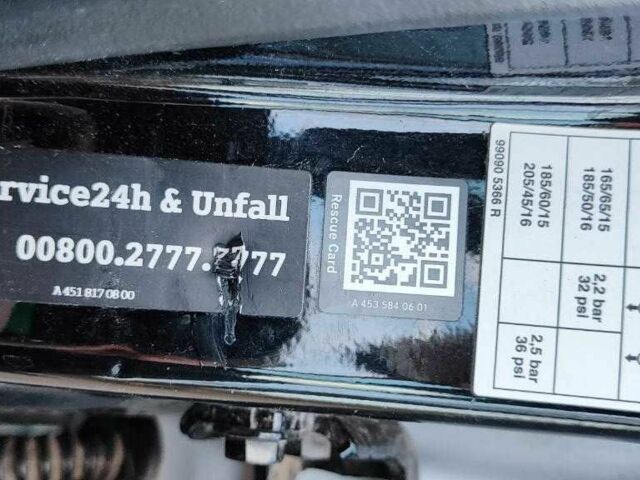 rvice24h & Unfall
00800.2777.7777
A 451 817 08 00
Rescue Card
A 453 584 06 01
99090 5366 R
185/60/15
205/45/16
165/65/15
185/50/16
2,2 bar
32 psi
2,5 bar
36 psi